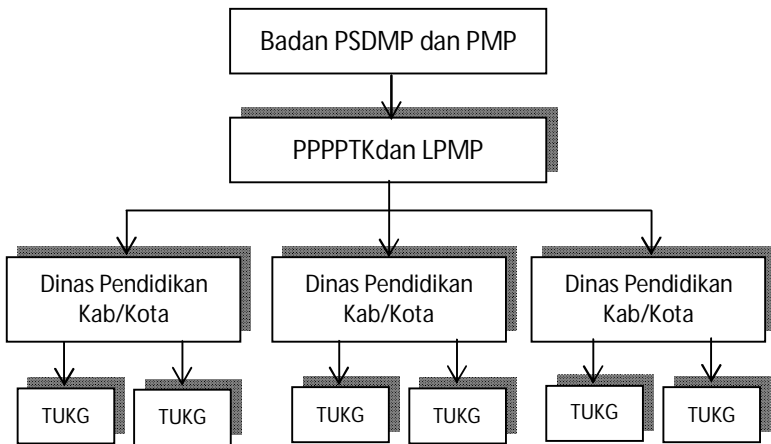 Badan PSDMP dan PMP
PPPPTKdan LPMP
Dinas Pendidikan
Kab/Kota
Dinas Pendidikan
Kab/Kota
Dinas Pendidikan
Kab/Kota
TUKG
TUKG
TUKG
TUKG
TUKG
TUKG